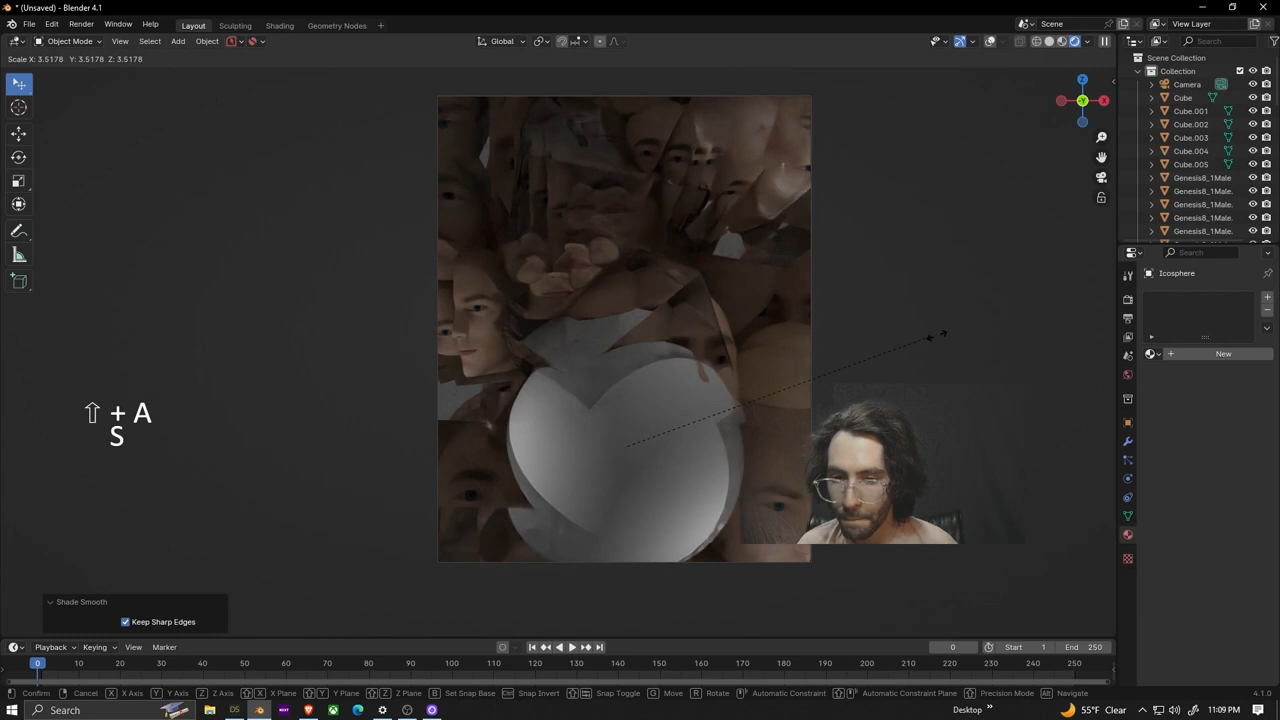 * (Unsaved) - Blender 4.1
File Edit Render Window Help Layout Sculpting Shading Geometry Nodes Scene View Layer
Object Mode View Select Add Object Global Search
Scale X: 3.5178 Y: 3.5178 Z: 3.5178
Scene Collection
Collection
Camera
Cube
Cube.001
Cube.002
Cube.003
Cube.004
Cube.005
Genesis8_1Male
Genesis8_1Male.
Genesis8_1Male.
Genesis8_1Male.
Genesis8_1Male.
Z
X
-Y
Search
Icosphere
New
⇧ + A
S
Shade Smooth
Keep Sharp Edges
Playback Keying View Marker 0 Start 1 End 250
0 10 20 30 40 50 60 70 80 90 100 110 120 130 140 150 160 170 180 190 200 210 220 230 240 250
Confirm Cancel X X Axis Y Y Axis Z Z Axis X X Plane Y Y Plane Z Z Plane B Set Snap Base Ctrl Snap Invert Snap Toggle G Move R Rotate Automatic Constraint Automatic Constraint Plane Precision Mode Alt Navigate 4.1.0
Search DS Desktop 55°F Clear 11:09 PM